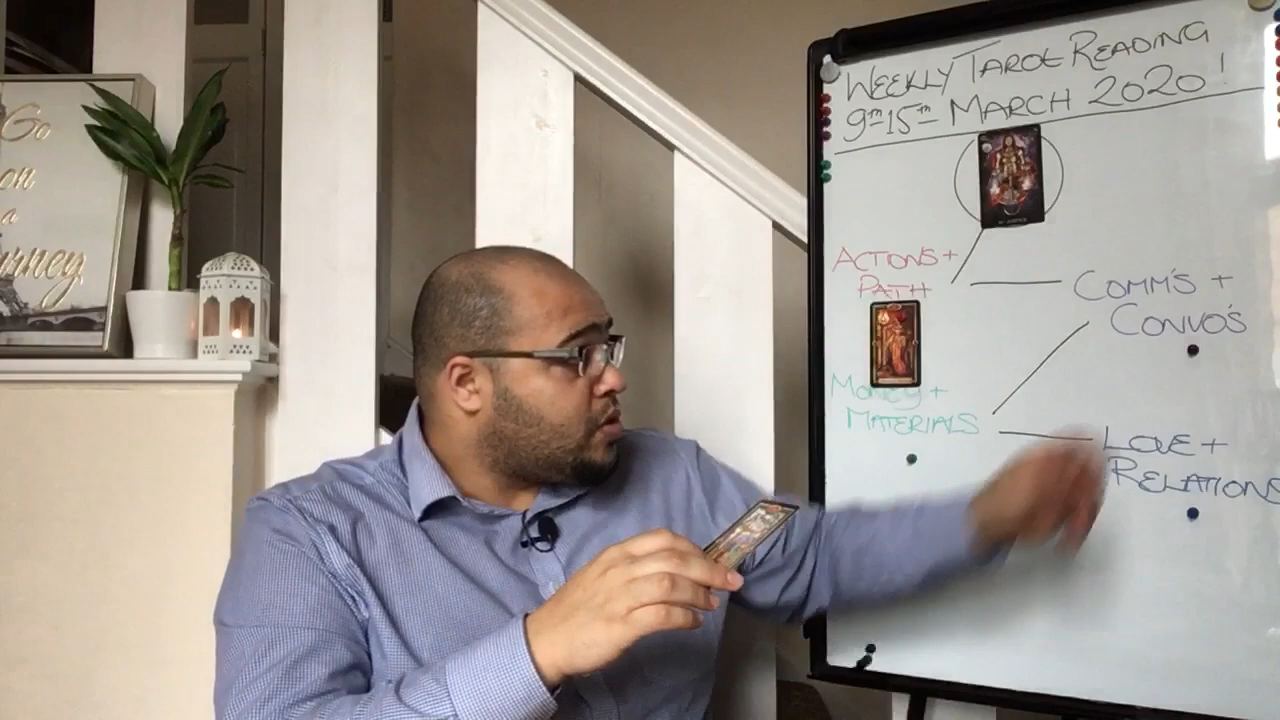 Go
on
a
WEEKLY TAROT READING
9TH-15TH MARCH 2020!
ACTIONS +
PATH
COMM'S +
CONVO'S
MONEY +
MATERIALS
LOVE +
RELATIONS